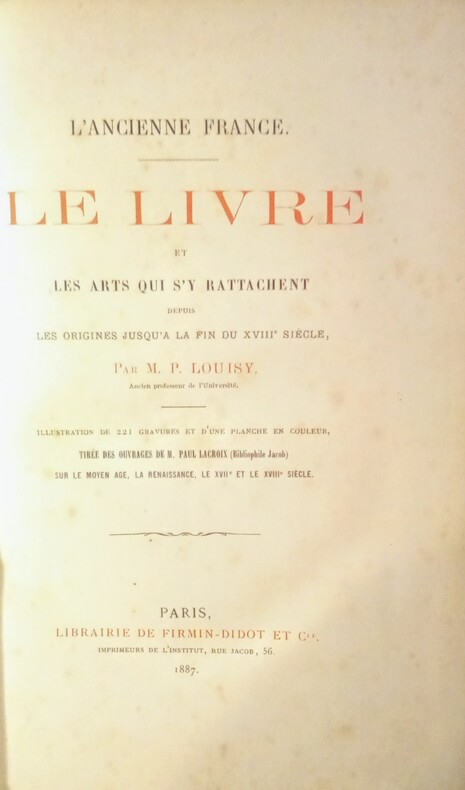 L'ANCIENNE FRANCE.
LE LIVRE
ET
LES ARTS QUI S'Y RATTACHENT
DEPUIS
LES ORIGINES JUSQU'A LA FIN DU XVIIIᵉ SIÈCLE,
PAR M. P. LOUISY,
Ancien professeur de l'Université.
ILLUSTRATION DE 221 GRAVURES ET D'UNE PLANCHE EN COULEUR,
TIRÉE DES OUVRAGES DE M. PAUL LACROIX (Bibliophile Jacob)
SUR LE MOYEN AGE, LA RENAISSANCE, LE XVIIᵉ ET LE XVIIIᵉ SIÈCLE.
PARIS,
LIBRAIRIE DE FIRMIN-DIDOT ET Cⁱᵉ,
IMPRIMEURS DE L'INSTITUT, RUE JACOB, 56.
1887.